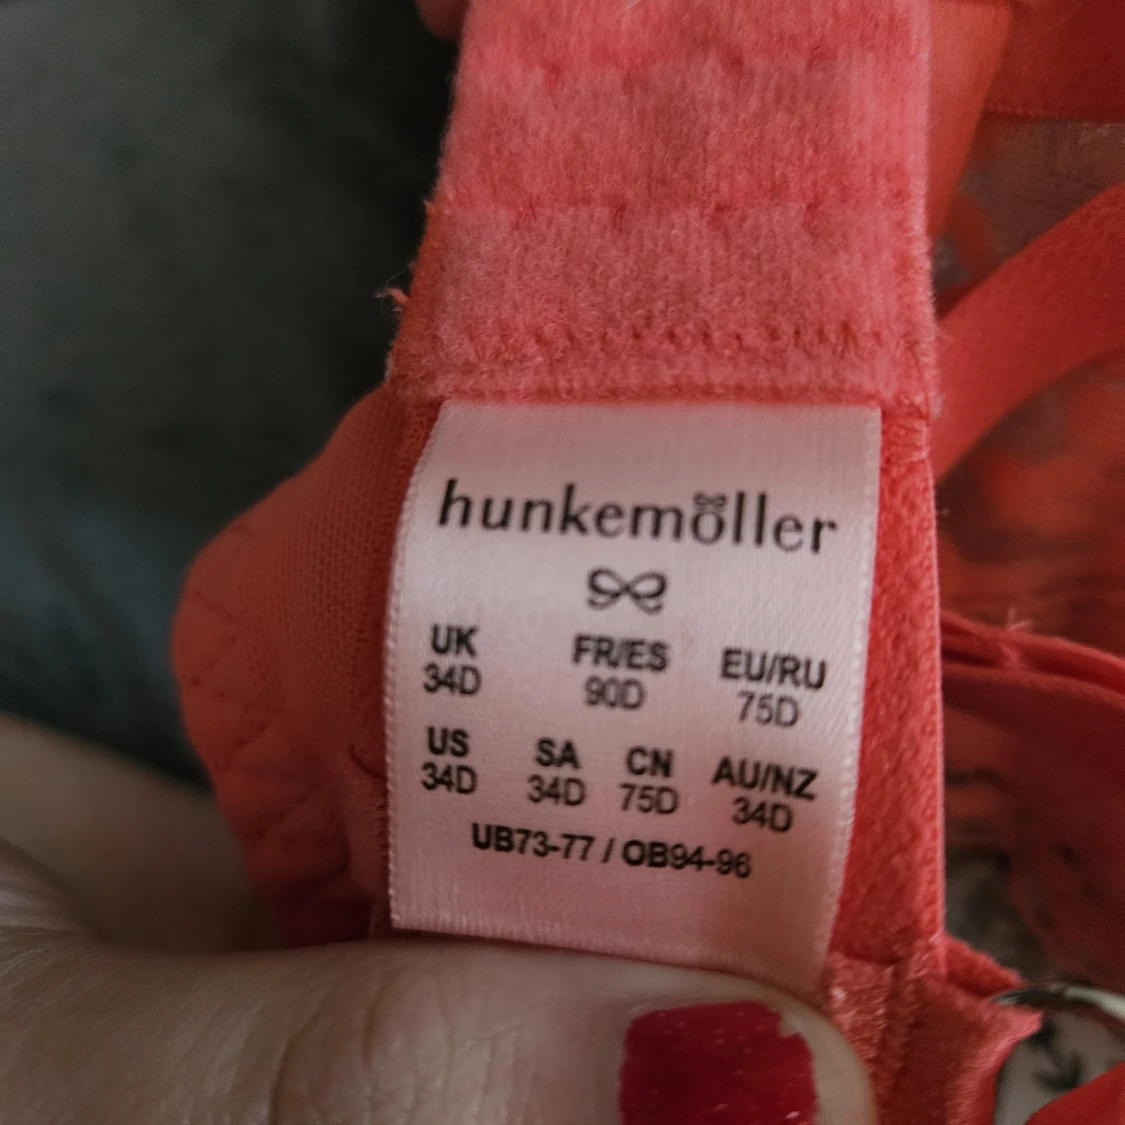 hunkemöller
UK FR/ES EU/RU
34D 90D 75D
US SA CN AU/NZ
34D 34D 75D 34D
UB73-77 / OB94-96